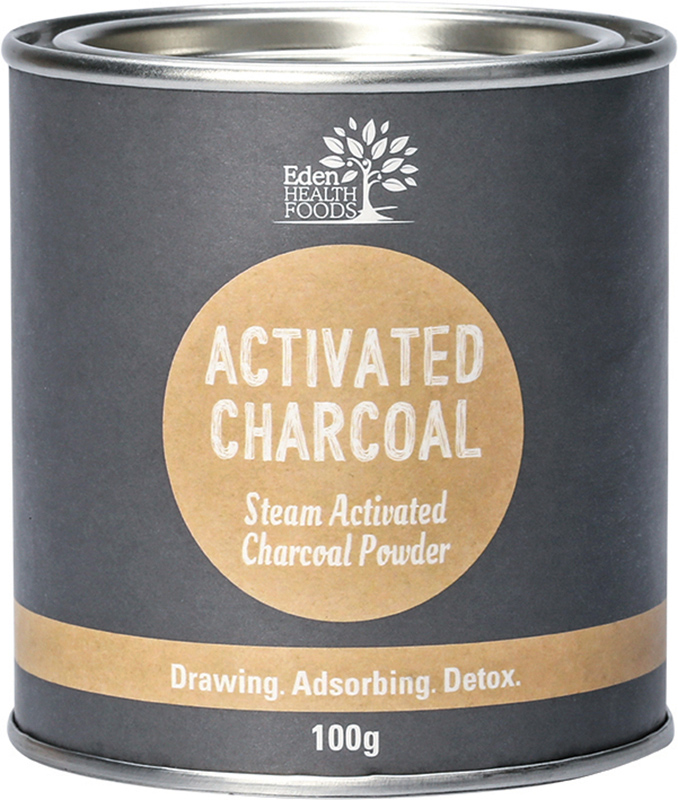 Eden
HEALTH
FOODS
ACTIVATED
CHARCOAL
Steam Activated
Charcoal Powder
Drawing. Adsorbing. Detox.
100g